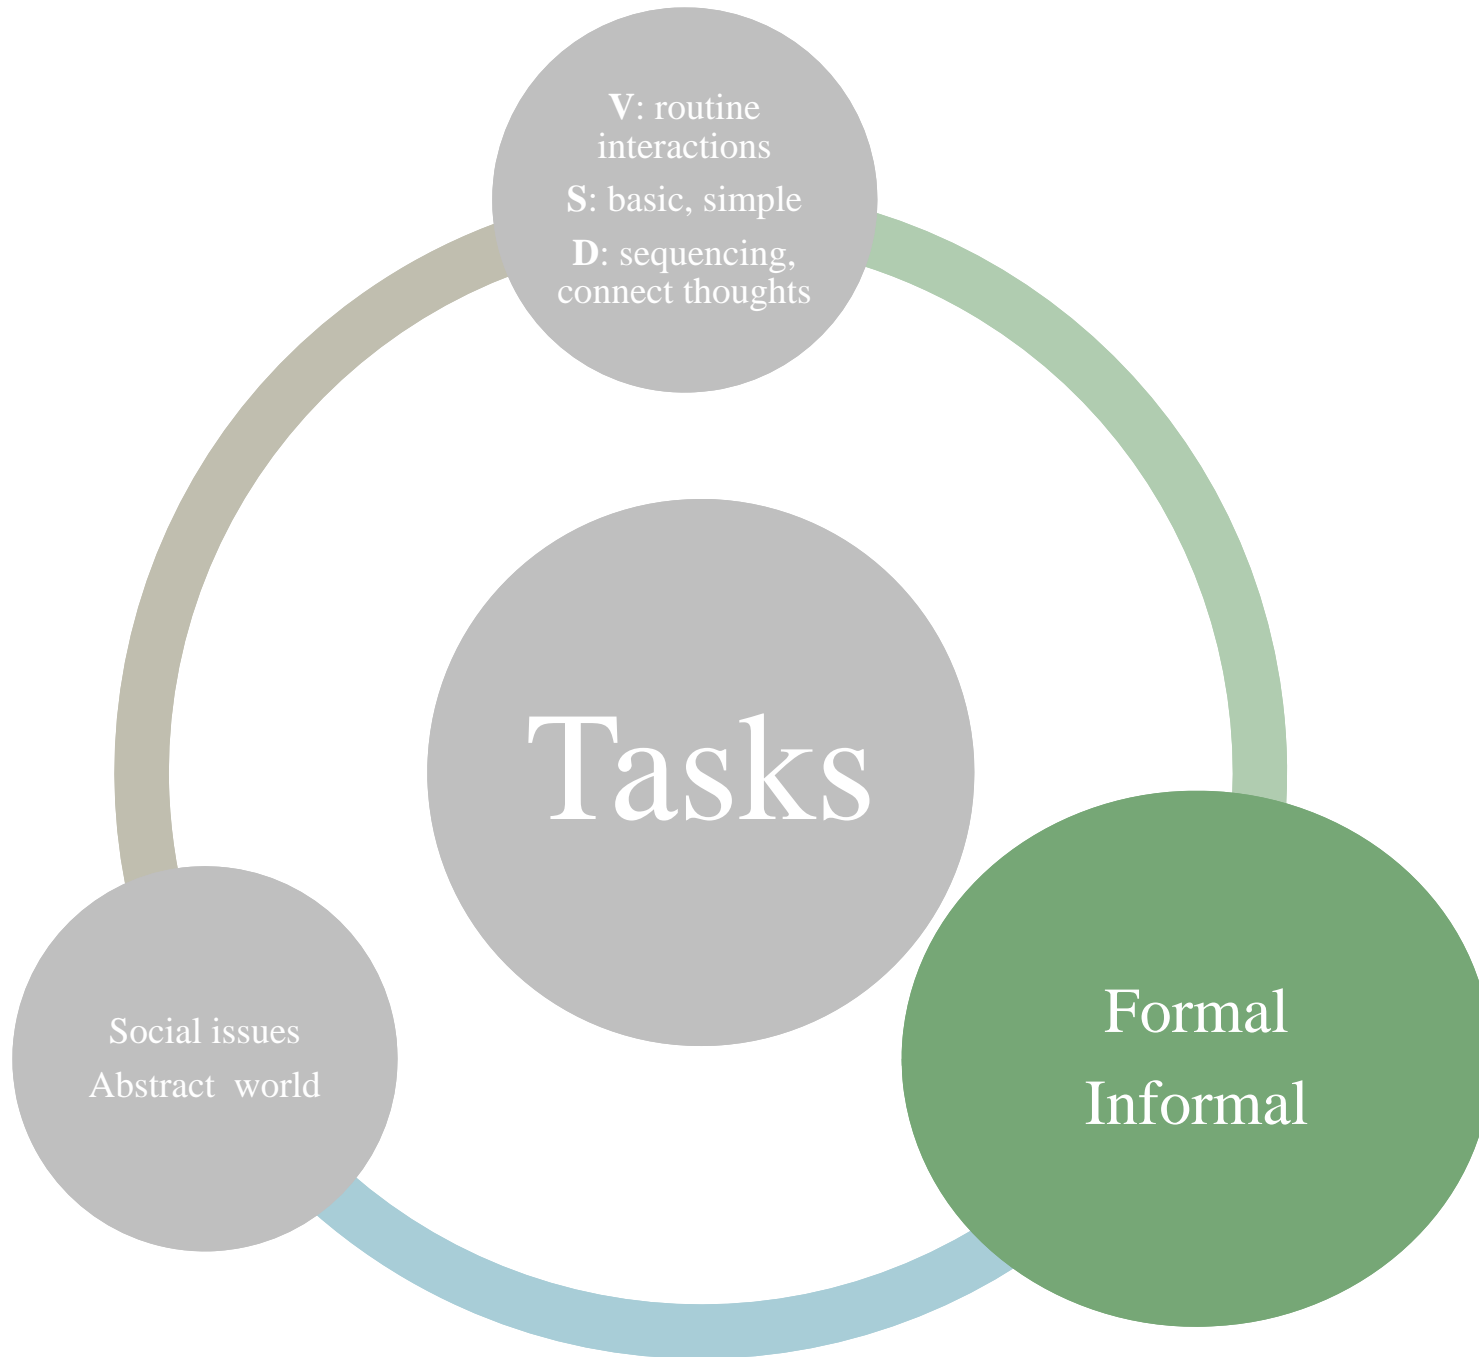 V: routine
interactions
S: basic, simple
D: sequencing,
connect thoughts
Tasks
Formal
Informal
Social issues
Abstract  world